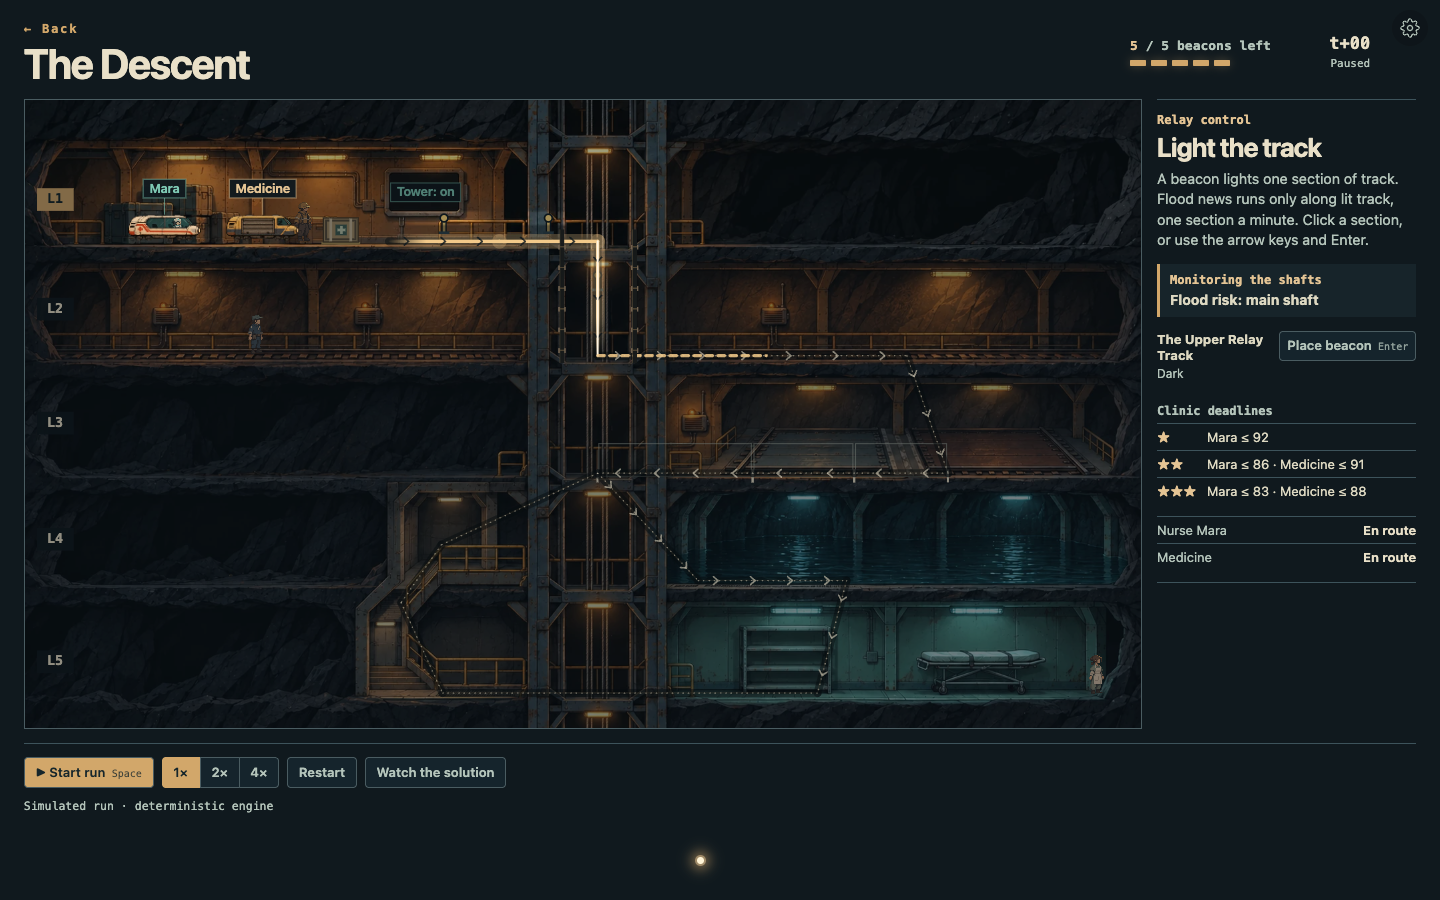 ← Back
The Descent
5 / 5 beacons left
t+00
Paused
L1
Mara
Medicine
Tower: on
L2
L3
L4
L5
Relay control
Light the track
A beacon lights one section of track.
Flood news runs only along lit track,
one section a minute. Click a section,
or use the arrow keys and Enter.
Monitoring the shafts
Flood risk: main shaft
The Upper Relay
Track
Dark
Place beacon Enter
Clinic deadlines
★ Mara ≤ 92
★★ Mara ≤ 86 · Medicine ≤ 91
★★★ Mara ≤ 83 · Medicine ≤ 88
Nurse Mara En route
Medicine En route
▶ Start run Space
1×
2×
4×
Restart
Watch the solution
Simulated run · deterministic engine